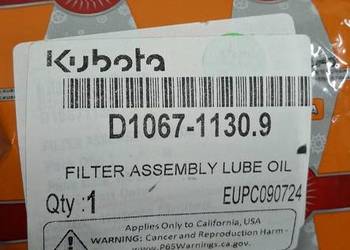 Kubota
D1067-1130.9
FILTER ASSEMBLY LUBE OIL
Qty :1 EUPC090724
Applies Only to California, USA
WARNING: Cancer and Reproductive Harm -
www.P65Warnings.ca.gov